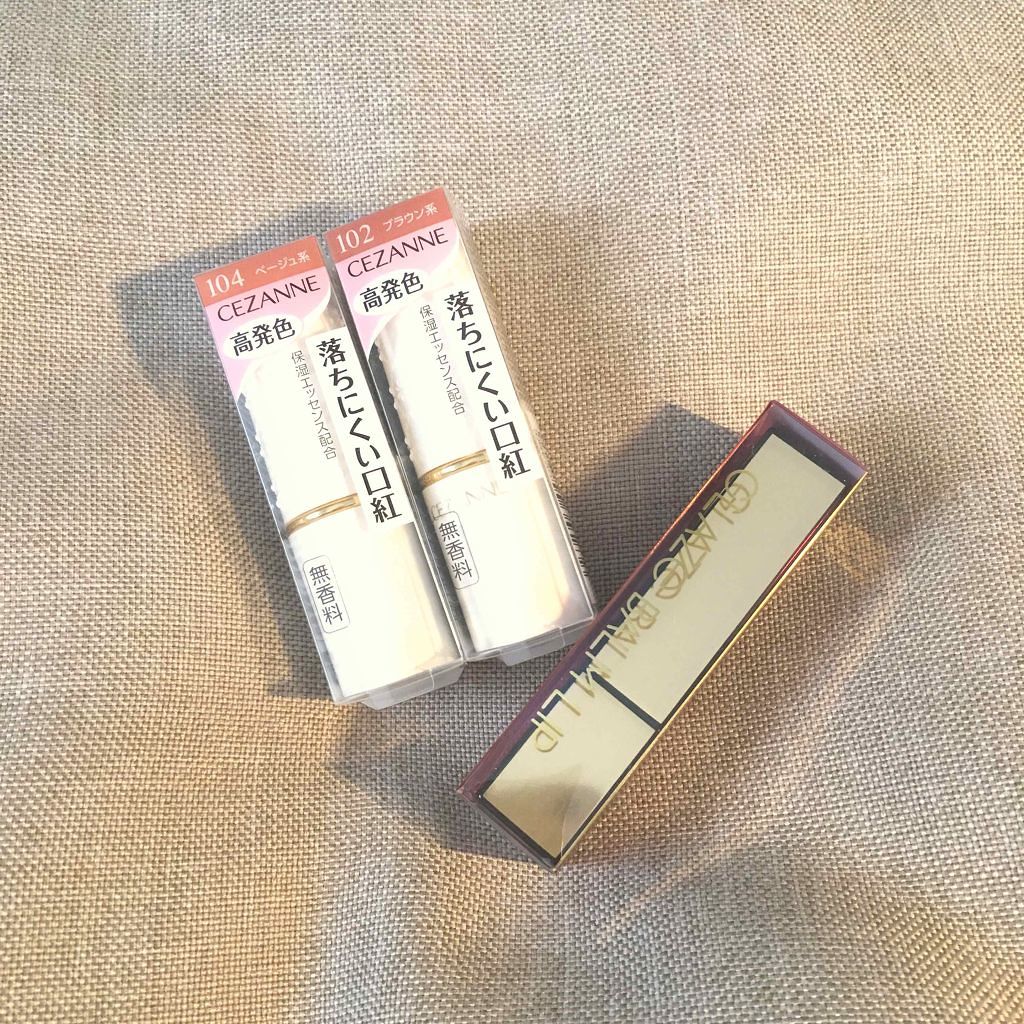 104 ベージュ系
CEZANNE
高発色
落ちにくい口紅
保湿エッセンス配合
無香料
102 ブラウン系
CEZANNE
高発色
落ちにくい口紅
保湿エッセンス配合
CEZANNE
無香料
GLAZZO BALM LIP